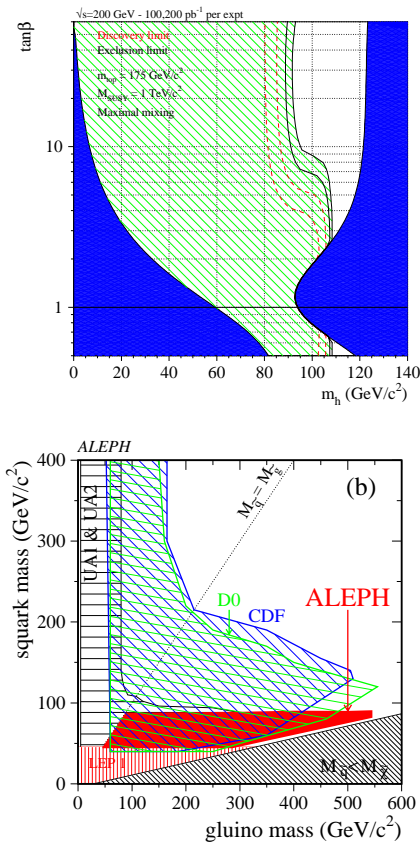 √s=200 GeV - 100,200 pb⁻¹ per expt
tanβ
Discovery limit
Exclusion limit
m_top = 175 GeV/c²
M_SUSY = 1 TeV/c²
Maximal mixing
10
1
0 20 40 60 80 100 120 140
m_h (GeV/c²)
ALEPH
400
(b)
M_q̃ = M_g̃
UA1 & UA2
squark mass (GeV/c²)
300
200
D0
CDF
ALEPH
100
LEP 1
M_q̃<M_χ̃
0
0 100 200 300 400 500 600
gluino mass (GeV/c²)